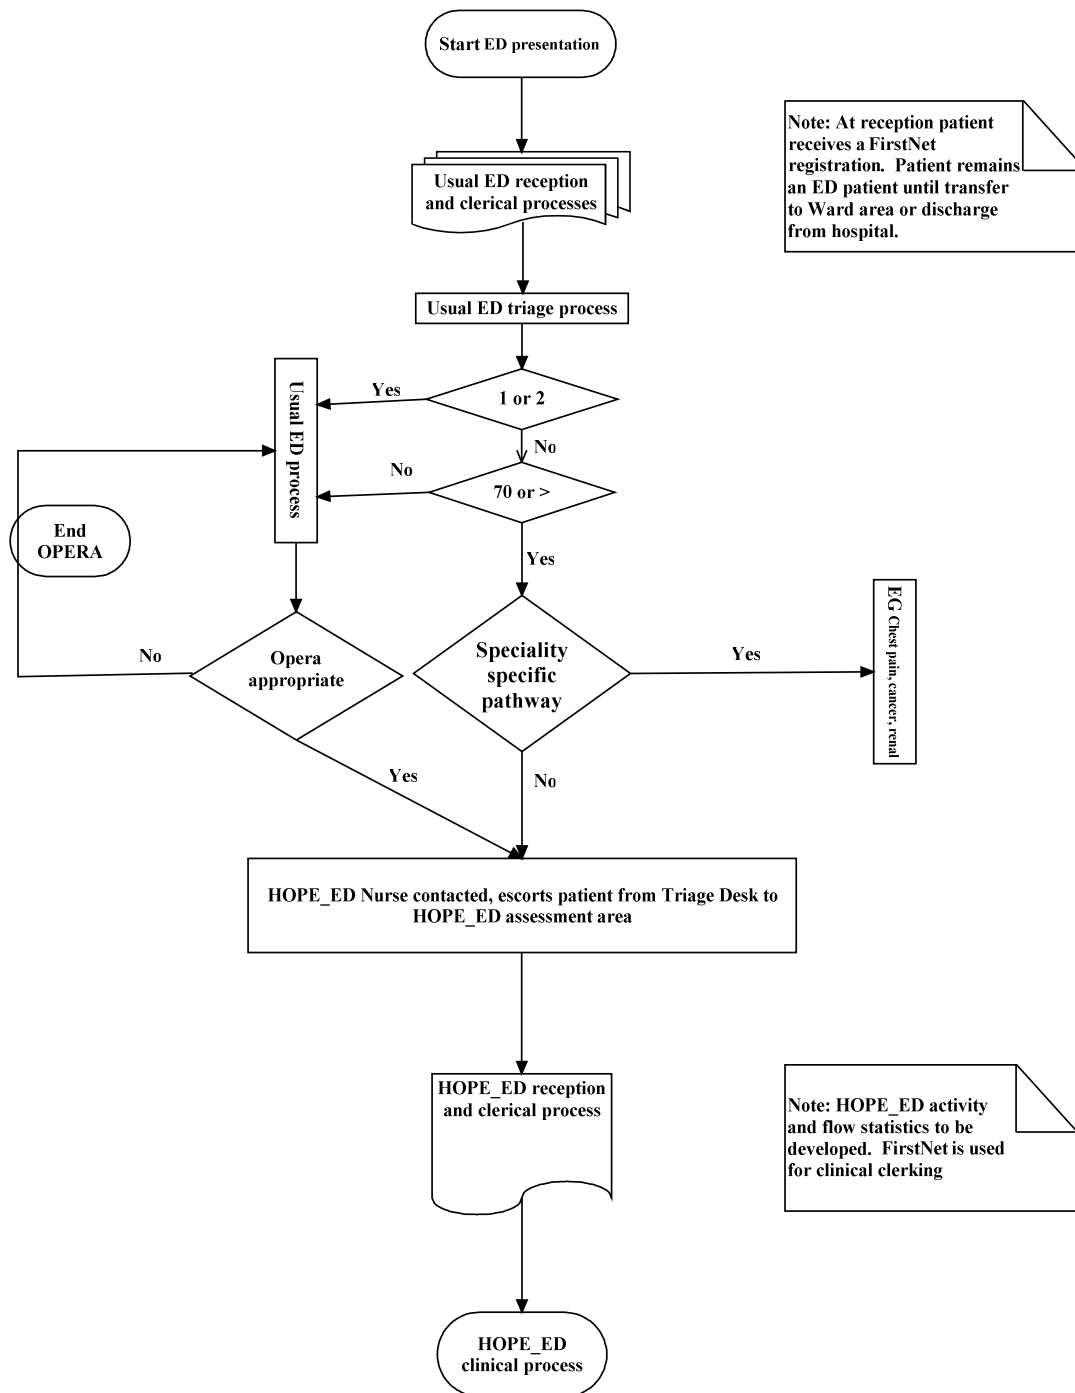 Start ED presentation
Note: At reception patient
receives a FirstNet
registration.  Patient remains
an ED patient until transfer
to Ward area or discharge
from hospital.
Usual ED reception
and clerical processes
Usual ED triage process
Yes
1 or 2
No
Usual ED process
No
70 or >
Yes
End
OPERA
No
Opera
appropriate
Speciality
specific
pathway
Yes
EG Chest pain, cancer, renal
Yes
No
HOPE_ED Nurse contacted, escorts patient from Triage Desk to
HOPE_ED assessment area
HOPE_ED reception
and clerical process
Note: HOPE_ED activity
and flow statistics to be
developed.  FirstNet is used
for clinical clerking
HOPE_ED
clinical process